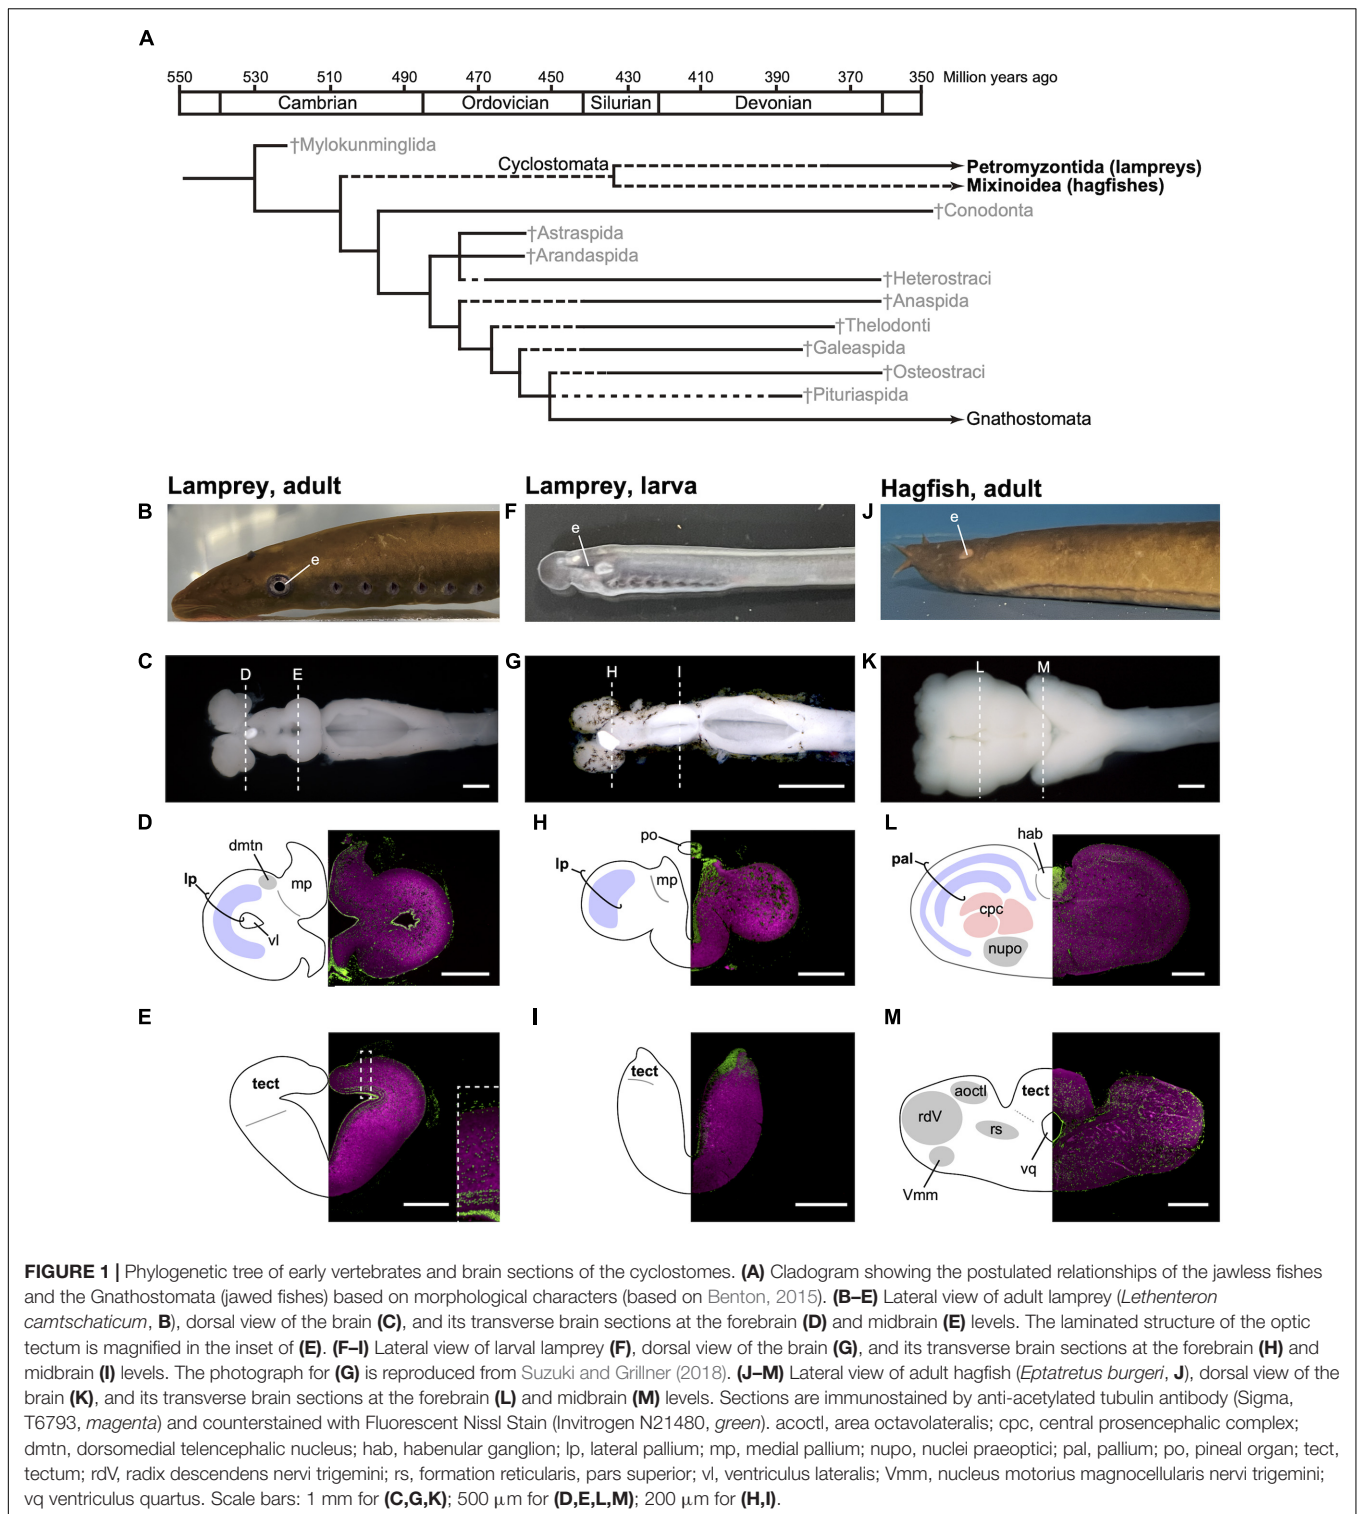 A
550 530 510 490 470 450 430 410 390 370 350 Million years ago
Cambrian Ordovician Silurian Devonian
†Mylokunminglida
Cyclostomata
Petromyzontida (lampreys)
Mixinoidea (hagfishes)
†Conodonta
†Astraspida
†Arandaspida
†Heterostraci
†Anaspida
†Thelodonti
†Galeaspida
†Osteostraci
†Pituriaspida
Gnathostomata
Lamprey, adult
Lamprey, larva
Hagfish, adult
B
e
F
e
J
e
C
D E
G
H I
K
L M
D
dmtn
lp
mp
vl
H
po
lp
mp
L
hab
pal
cpc
nupo
E
tect
I
tect
M
aoctl
tect
rdV
rs
vq
Vmm
FIGURE 1 | Phylogenetic tree of early vertebrates and brain sections of the cyclostomes. (A) Cladogram showing the postulated relationships of the jawless fishes
and the Gnathostomata (jawed fishes) based on morphological characters (based on Benton, 2015). (B–E) Lateral view of adult lamprey (Lethenteron
camtschaticum, B), dorsal view of the brain (C), and its transverse brain sections at the forebrain (D) and midbrain (E) levels. The laminated structure of the optic
tectum is magnified in the inset of (E). (F–I) Lateral view of larval lamprey (F), dorsal view of the brain (G), and its transverse brain sections at the forebrain (H) and
midbrain (I) levels. The photograph for (G) is reproduced from Suzuki and Grillner (2018). (J–M) Lateral view of adult hagfish (Eptatretus burgeri, J), dorsal view of the
brain (K), and its transverse brain sections at the forebrain (L) and midbrain (M) levels. Sections are immunostained by anti-acetylated tubulin antibody (Sigma,
T6793, magenta) and counterstained with Fluorescent Nissl Stain (Invitrogen N21480, green). acoctl, area octavolateralis; cpc, central prosencephalic complex;
dmtn, dorsomedial telencephalic nucleus; hab, habenular ganglion; lp, lateral pallium; mp, medial pallium; nupo, nuclei praeoptici; pal, pallium; po, pineal organ; tect,
tectum; rdV, radix descendens nervi trigemini; rs, formation reticularis, pars superior; vl, ventriculus lateralis; Vmm, nucleus motorius magnocellularis nervi trigemini;
vq ventriculus quartus. Scale bars: 1 mm for (C,G,K); 500 μm for (D,E,L,M); 200 μm for (H,I).